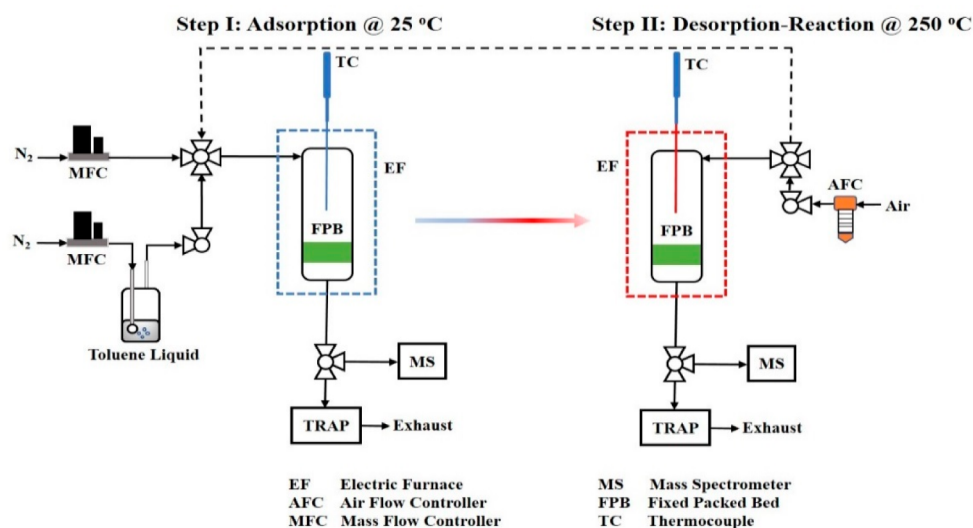 Step I: Adsorption @ 25 °C
Step II: Desorption-Reaction @ 250 °C
TC
TC
N₂
MFC
EF
EF
AFC
Air
FPB
FPB
N₂
MFC
Toluene Liquid
MS
MS
TRAP
Exhaust
TRAP
Exhaust
EF Electric Furnace
AFC Air Flow Controller
MFC Mass Flow Controller
MS Mass Spectrometer
FPB Fixed Packed Bed
TC Thermocouple